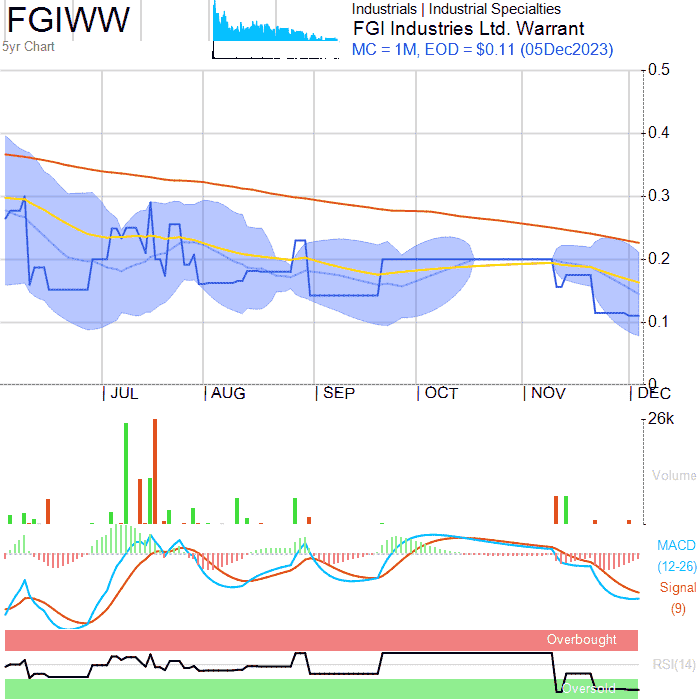 FGIWW
5yr Chart
Industrials | Industrial Specialties
FGI Industries Ltd. Warrant
MC = 1M, EOD = $0.11 (05Dec2023)
0.5
0.4
0.3
0.2
0.1
0
JUL
AUG
SEP
OCT
NOV
DEC
26k
Volume
MACD
(12-26)
Signal
(9)
Overbought
RSI(14)
Oversold